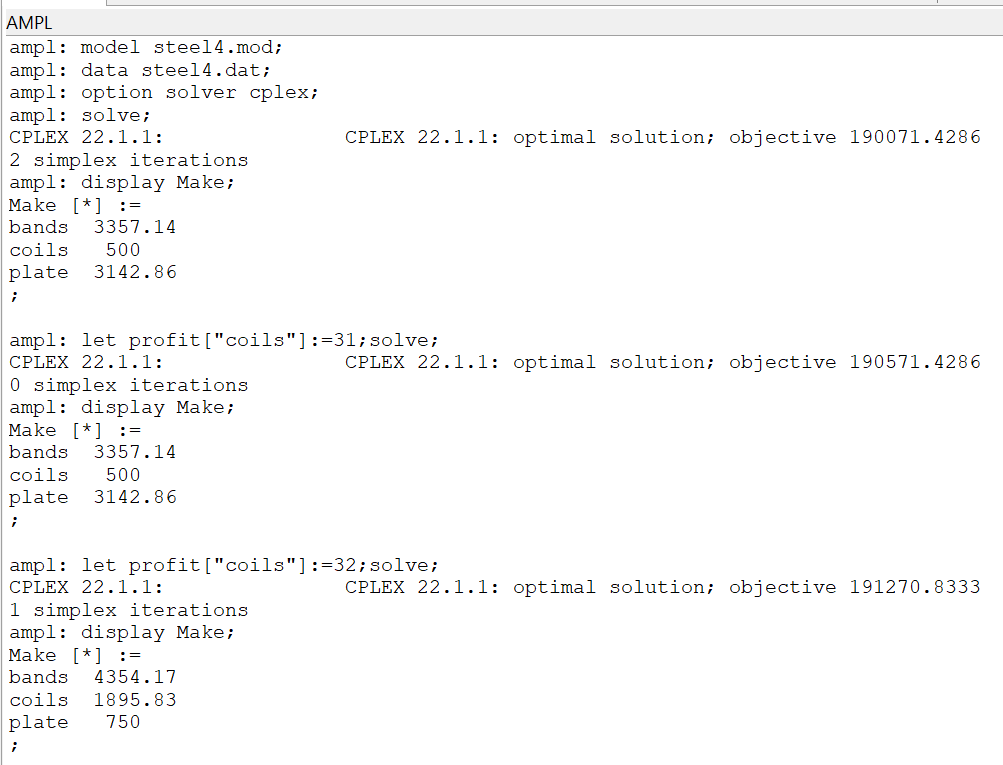 AMPL
ampl: model steel4.mod;
ampl: data steel4.dat;
ampl: option solver cplex;
ampl: solve;
CPLEX 22.1.1:               CPLEX 22.1.1: optimal solution; objective 190071.4286
2 simplex iterations
ampl: display Make;
Make [*] :=
bands  3357.14
coils   500
plate  3142.86
;
ampl: let profit["coils"]:=31;solve;
CPLEX 22.1.1:               CPLEX 22.1.1: optimal solution; objective 190571.4286
0 simplex iterations
ampl: display Make;
Make [*] :=
bands  3357.14
coils   500
plate  3142.86
;
ampl: let profit["coils"]:=32;solve;
CPLEX 22.1.1:               CPLEX 22.1.1: optimal solution; objective 191270.8333
1 simplex iterations
ampl: display Make;
Make [*] :=
bands  4354.17
coils  1895.83
plate   750
;